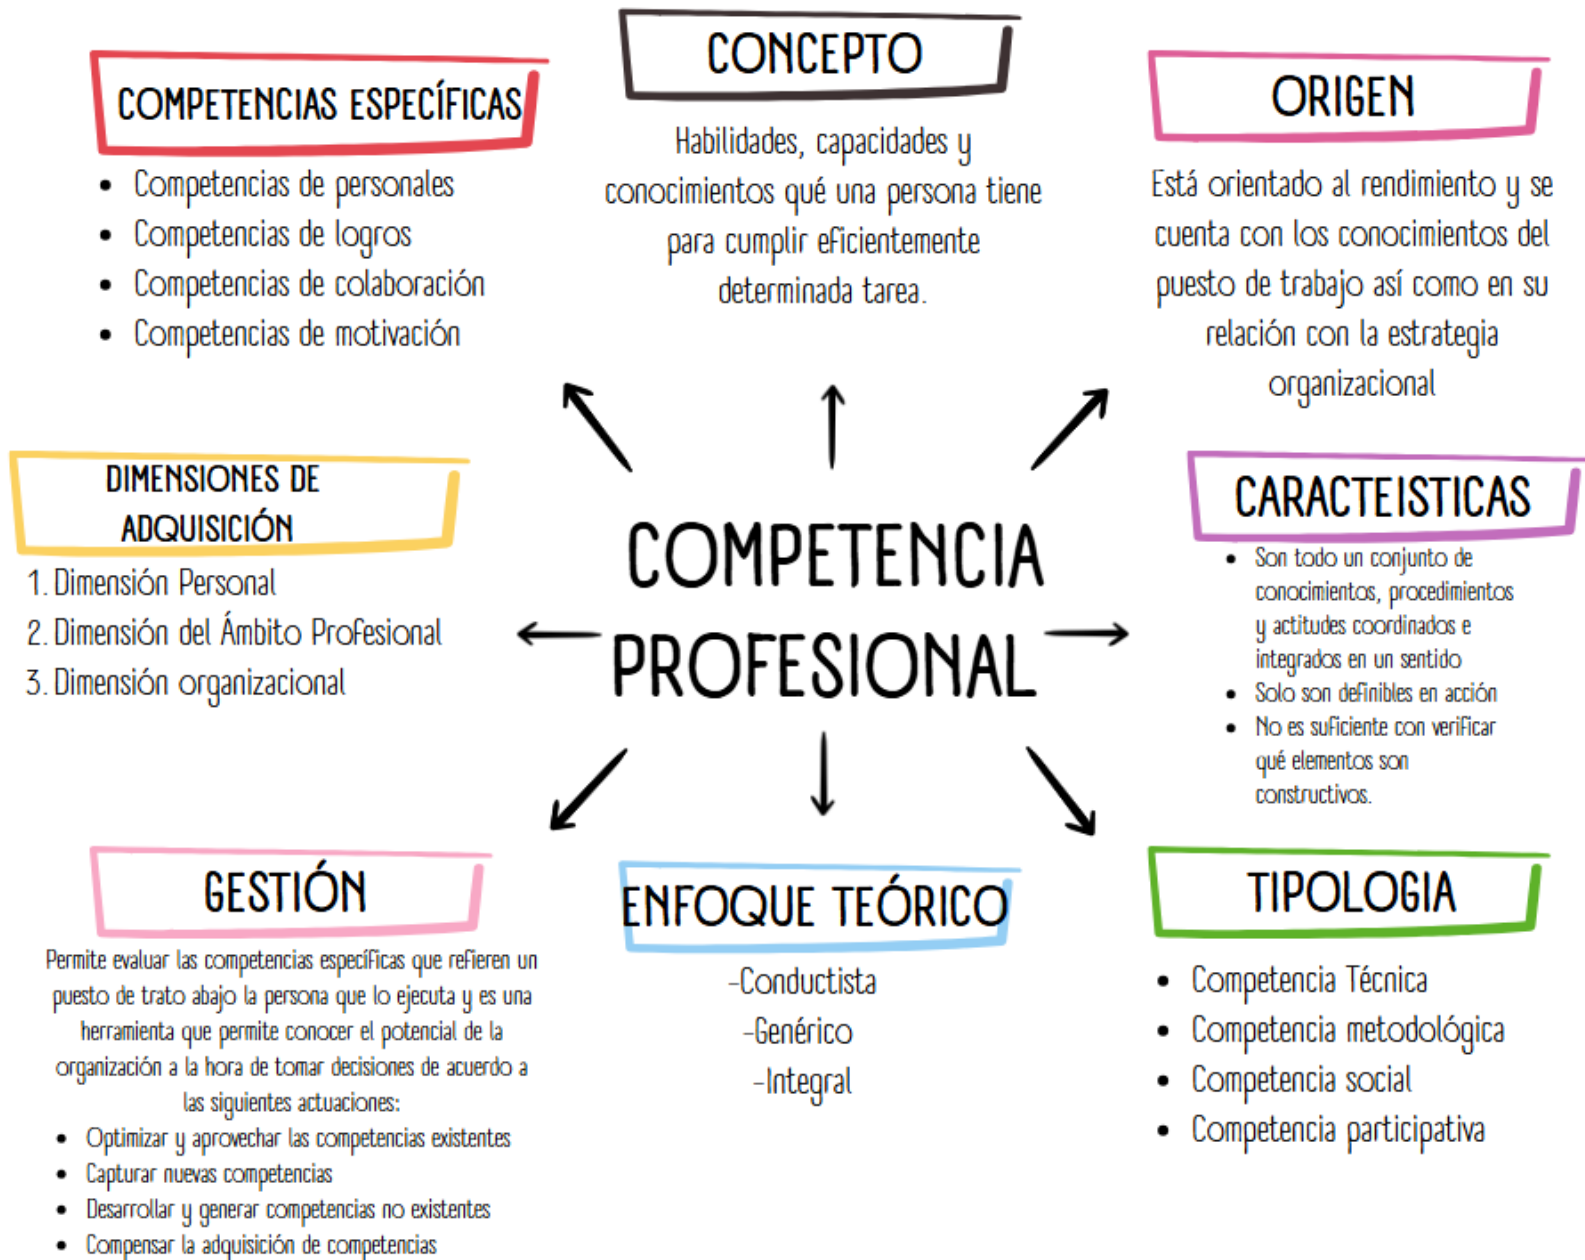 CONCEPTO
Habilidades, capacidades y
conocimientos qué una persona tiene
para cumplir eficientemente
determinada tarea.
COMPETENCIAS ESPECÍFICAS
• Competencias de personales
• Competencias de logros
• Competencias de colaboración
• Competencias de motivación
ORIGEN
Está orientado al rendimiento y se
cuenta con los conocimientos del
puesto de trabajo así como en su
relación con la estrategia
organizacional
DIMENSIONES DE
ADQUISICIÓN
1. Dimensión Personal
2. Dimensión del Ámbito Profesional
3. Dimensión organizacional
COMPETENCIA
PROFESIONAL
CARACTEISTICAS
• Son todo un conjunto de
conocimientos, procedimientos
y actitudes coordinados e
integrados en un sentido
• Solo son definibles en acción
• No es suficiente con verificar
qué elementos son
constructivos.
GESTIÓN
Permite evaluar las competencias específicas que refieren un
puesto de trato abajo la persona que lo ejecuta y es una
herramienta que permite conocer el potencial de la
organización a la hora de tomar decisiones de acuerdo a
las siguientes actuaciones:
• Optimizar y aprovechar las competencias existentes
• Capturar nuevas competencias
• Desarrollar y generar competencias no existentes
• Compensar la adquisición de competencias
ENFOQUE TEÓRICO
-Conductista
-Genérico
-Integral
TIPOLOGIA
• Competencia Técnica
• Competencia metodológica
• Competencia social
• Competencia participativa